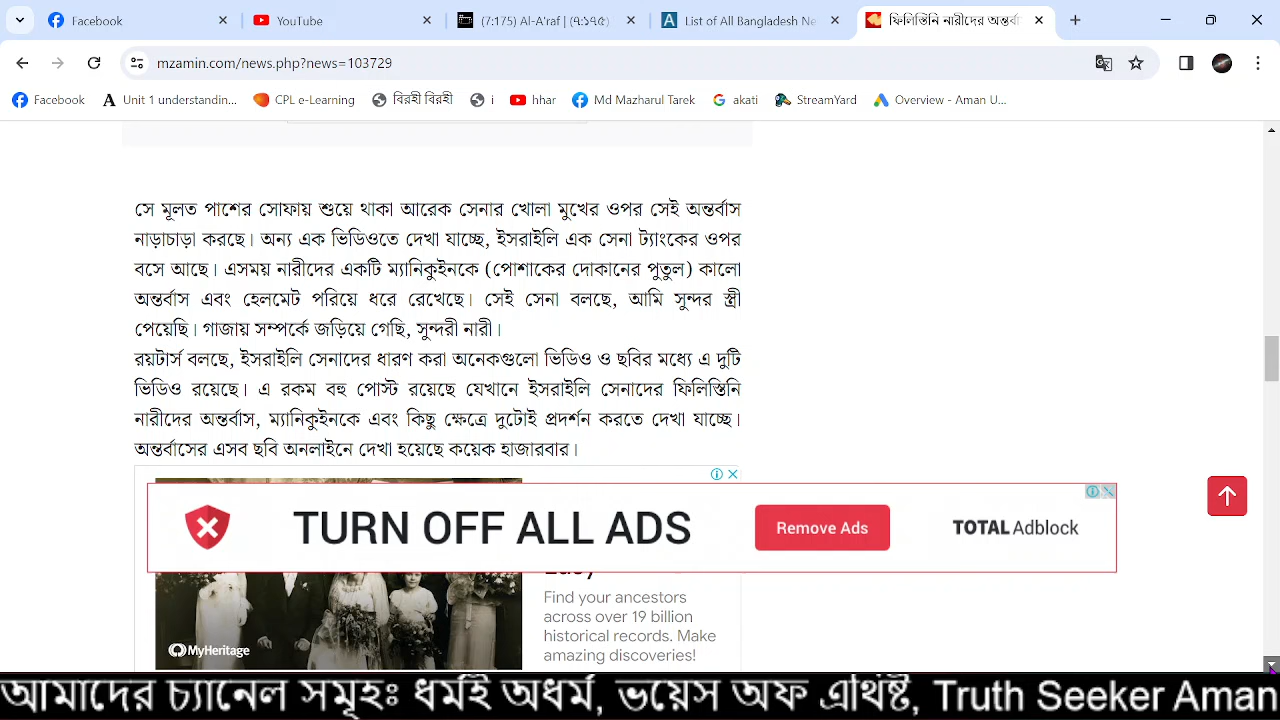 Facebook
YouTube
(7:175) Al-A'raf | (৭:১৭৫)
List of All Bangladesh Ne
ফিলিস্তিনি নারীদের অন্তর্বা
mzamin.com/news.php?news=103729
Facebook
Unit 1 understandin...
CPL e-Learning
বিরহী বিরহী
i
hhar
Md Mazharul Tarek
akati
StreamYard
Overview - Aman U...
সে মূলত পাশের সোফায় শুয়ে থাকা আরেক সেনার খোলা মুখের ওপর সেই অন্তর্বাস
নাড়াচাড়া করছে। অন্য এক ভিডিওতে দেখা যাচ্ছে, ইসরাইলি এক সেনা ট্যাংকের ওপর
বসে আছে। এসময় নারীদের একটি ম্যানিকুইনকে (পোশাকের দোকানের পুতুল) কালো
অন্তর্বাস এবং হেলমেট পরিয়ে ধরে রেখেছে। সেই সেনা বলছে, আমি সুন্দর স্ত্রী
পেয়েছি। গাজায় সম্পর্কে জড়িয়ে গেছি, সুন্দরী নারী।
রয়টার্স বলছে, ইসরাইলি সেনাদের ধারণ করা অনেকগুলো ভিডিও ও ছবির মধ্যে এ দুটি
ভিডিও রয়েছে। এ রকম বহু পোস্ট রয়েছে যেখানে ইসরাইলি সেনাদের ফিলিস্তিনি
নারীদের অন্তর্বাস, ম্যানিকুইনকে এবং কিছু ক্ষেত্রে দুটোই প্রদর্শন করতে দেখা যাচ্ছে।
অন্তর্বাসের এসব ছবি অনলাইনে দেখা হয়েছে কয়েক হাজারবার।
TURN OFF ALL ADS
Remove Ads
TOTAL Adblock
Find your ancestors
across over 19 billion
historical records. Make
amazing discoveries!
MyHeritage
আমাদের চ্যানেল সমূহঃ ধর্মই অধর্ম, ভয়েস অফ এথিষ্ট, Truth Seeker Aman